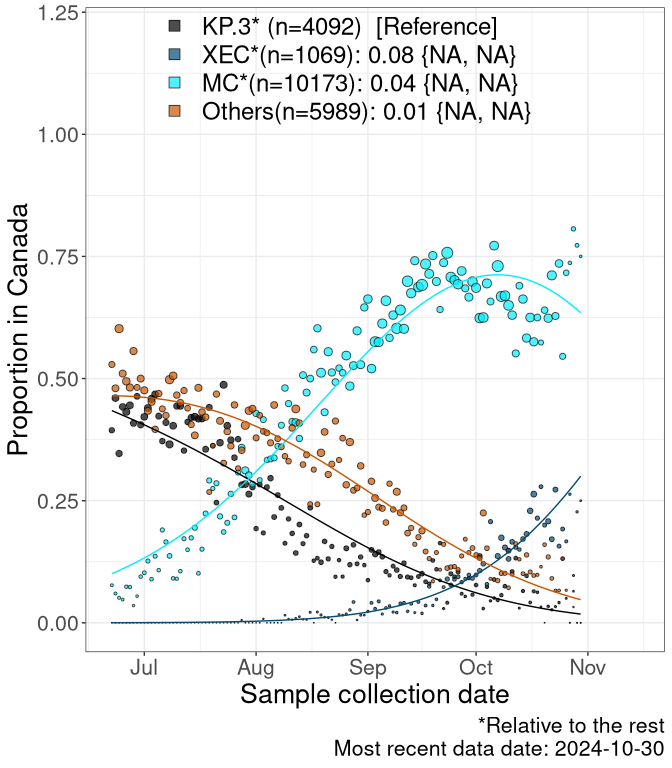 1.25
1.00
0.75
0.50
0.25
0.00
Proportion in Canada
KP.3* (n=4092)  [Reference]
XEC*(n=1069): 0.08 {NA, NA}
MC*(n=10173): 0.04 {NA, NA}
Others(n=5989): 0.01 {NA, NA}
Jul Aug Sep Oct Nov
Sample collection date
*Relative to the rest
Most recent data date: 2024-10-30